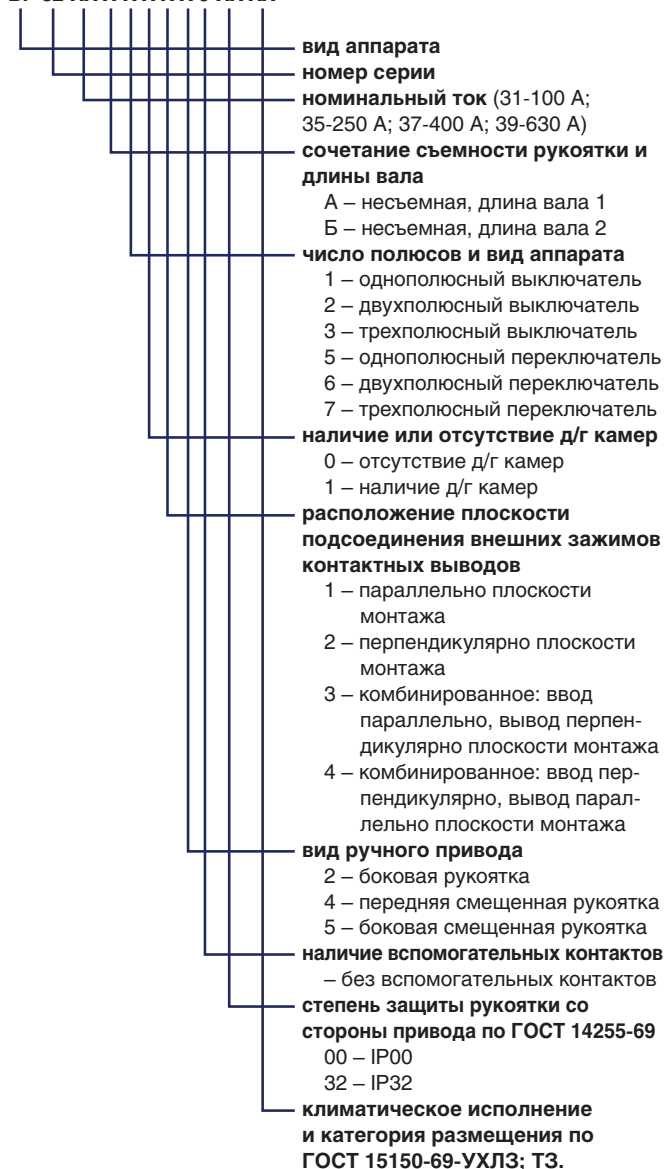 вид аппарата
номер серии
номинальный ток (31-100 А;
35-250 А; 37-400 А; 39-630 А)
сочетание съемности рукоятки и
длины вала
А – несъемная, длина вала 1
Б – несъемная, длина вала 2
число полюсов и вид аппарата
1 – однополюсный выключатель
2 – двухполюсный выключатель
3 – трехполюсный выключатель
5 – однополюсный переключатель
6 – двухполюсный переключатель
7 – трехполюсный переключатель
наличие или отсутствие д/г камер
0 – отсутствие д/г камер
1 – наличие д/г камер
расположение плоскости
подсоединения внешних зажимов
контактных выводов
1 – параллельно плоскости
монтажа
2 – перпендикулярно плоскости
монтажа
3 – комбинированное: ввод
параллельно, вывод перпен-
дикулярно плоскости монтажа
4 – комбинированное: ввод пер-
пендикулярно, вывод парал-
лельно плоскости монтажа
вид ручного привода
2 – боковая рукоятка
4 – передняя смещенная рукоятка
5 – боковая смещенная рукоятка
наличие вспомогательных контактов
– без вспомогательных контактов
степень защиты рукоятки со
стороны привода по ГОСТ 14255-69
00 – IP00
32 – IP32
климатическое исполнение
и категория размещения по
ГОСТ 15150-69-УХЛ3; Т3.